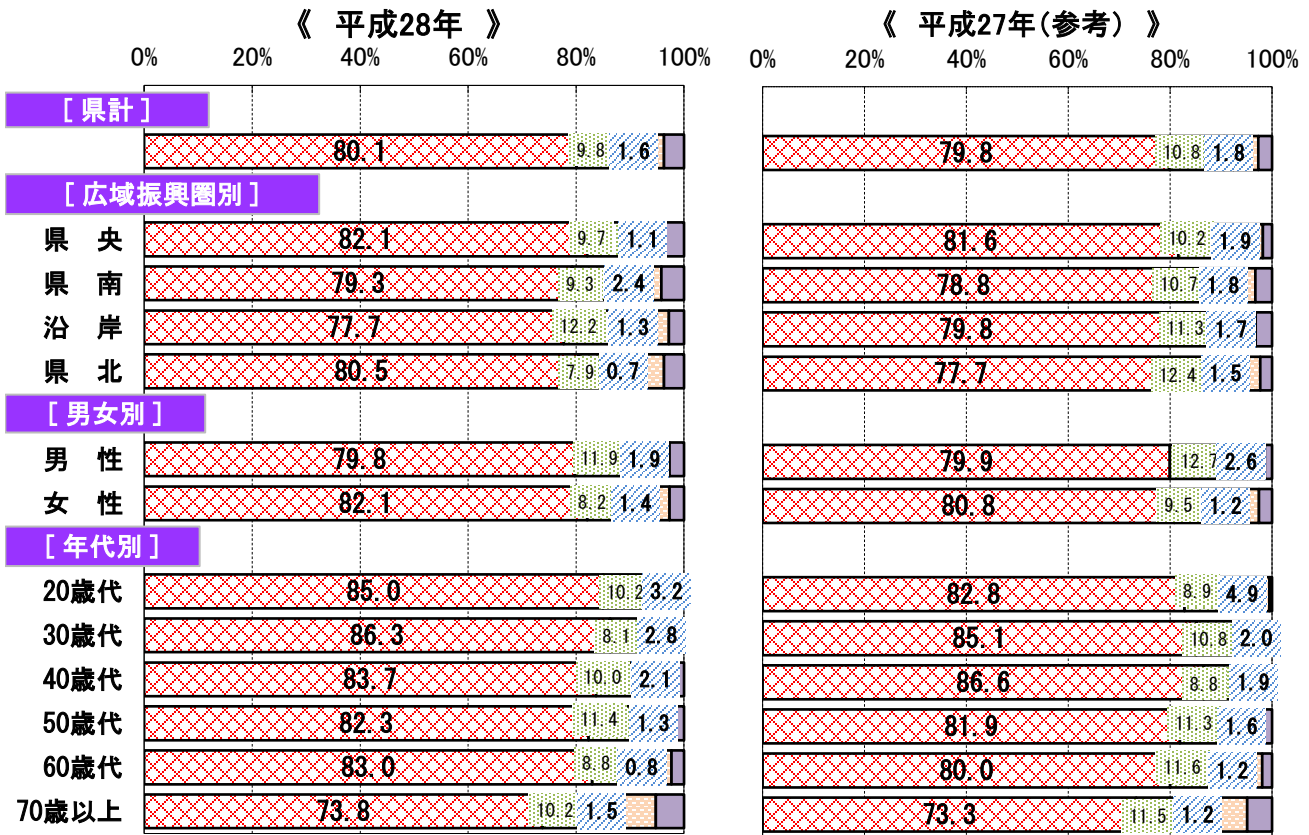 《 平成28年 》
《 平成27年(参考) 》
0% 20% 40% 60% 80% 100%
0% 20% 40% 60% 80% 100%
[ 県計 ]
80.1 9.8 1.6
79.8 10.8 1.8
[ 広域振興圏別 ]
県 央 82.1 9.7 1.1
81.6 10.2 1.9
県 南 79.3 9.3 2.4
78.8 10.7 1.8
沿 岸 77.7 12.2 1.3
79.8 11.3 1.7
県 北 80.5 7.9 0.7
77.7 12.4 1.5
[ 男女別 ]
男 性 79.8 11.9 1.9
79.9 12.7 2.6
女 性 82.1 8.2 1.4
80.8 9.5 1.2
[ 年代別 ]
20歳代 85.0 10.2 3.2
82.8 8.9 4.9
30歳代 86.3 8.1 2.8
85.1 10.8 2.0
40歳代 83.7 10.0 2.1
86.6 8.8 1.9
50歳代 82.3 11.4 1.3
81.9 11.3 1.6
60歳代 83.0 8.8 0.8
80.0 11.6 1.2
70歳以上 73.8 10.2 1.5
73.3 11.5 1.2